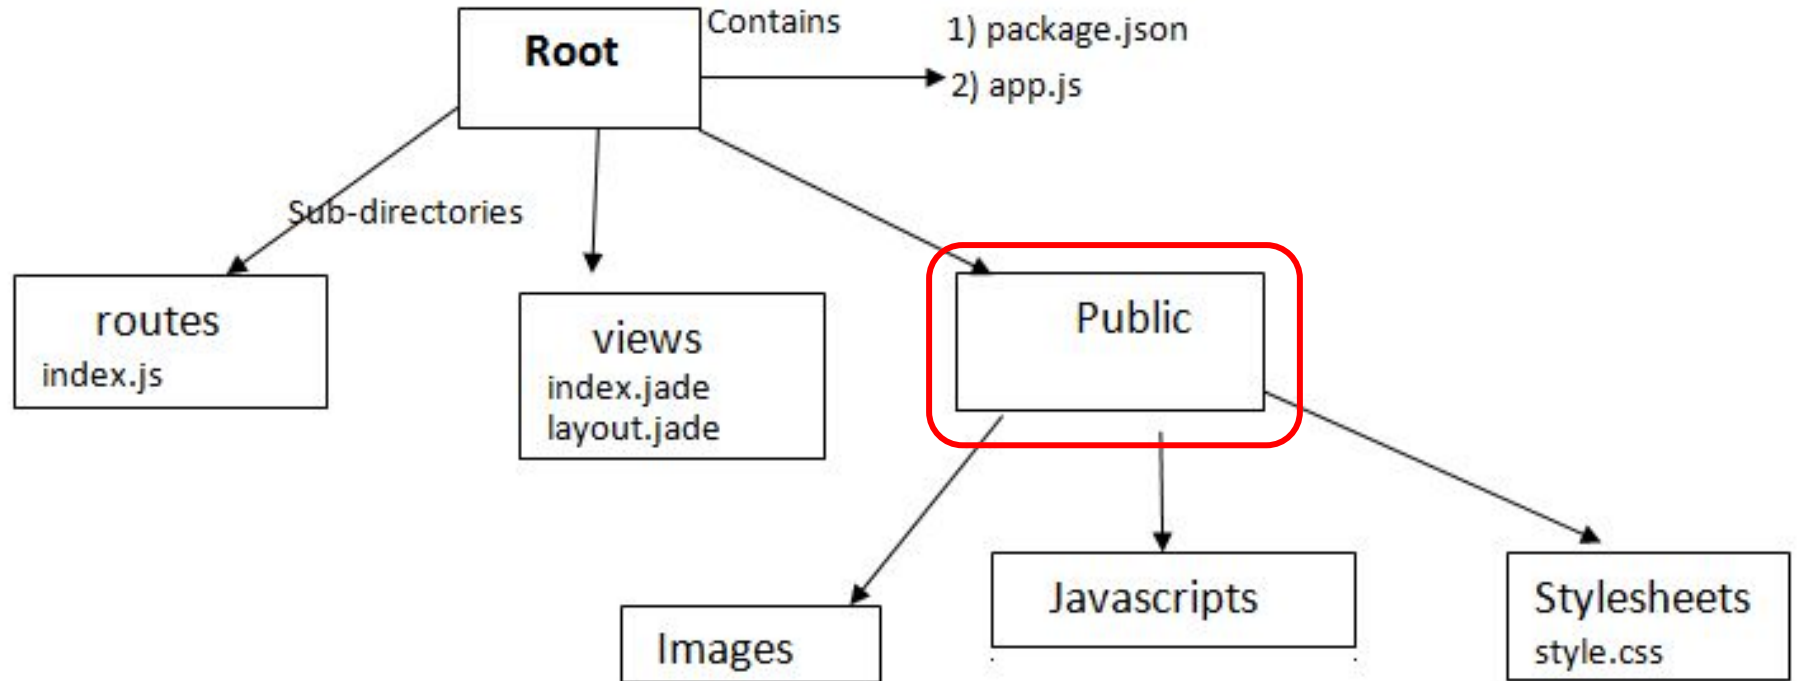 Root
Contains
1) package.json
2) app.js
Sub-directories
routes
index.js
views
index.jade
layout.jade
Public
Images
Javascripts
Stylesheets
style.css